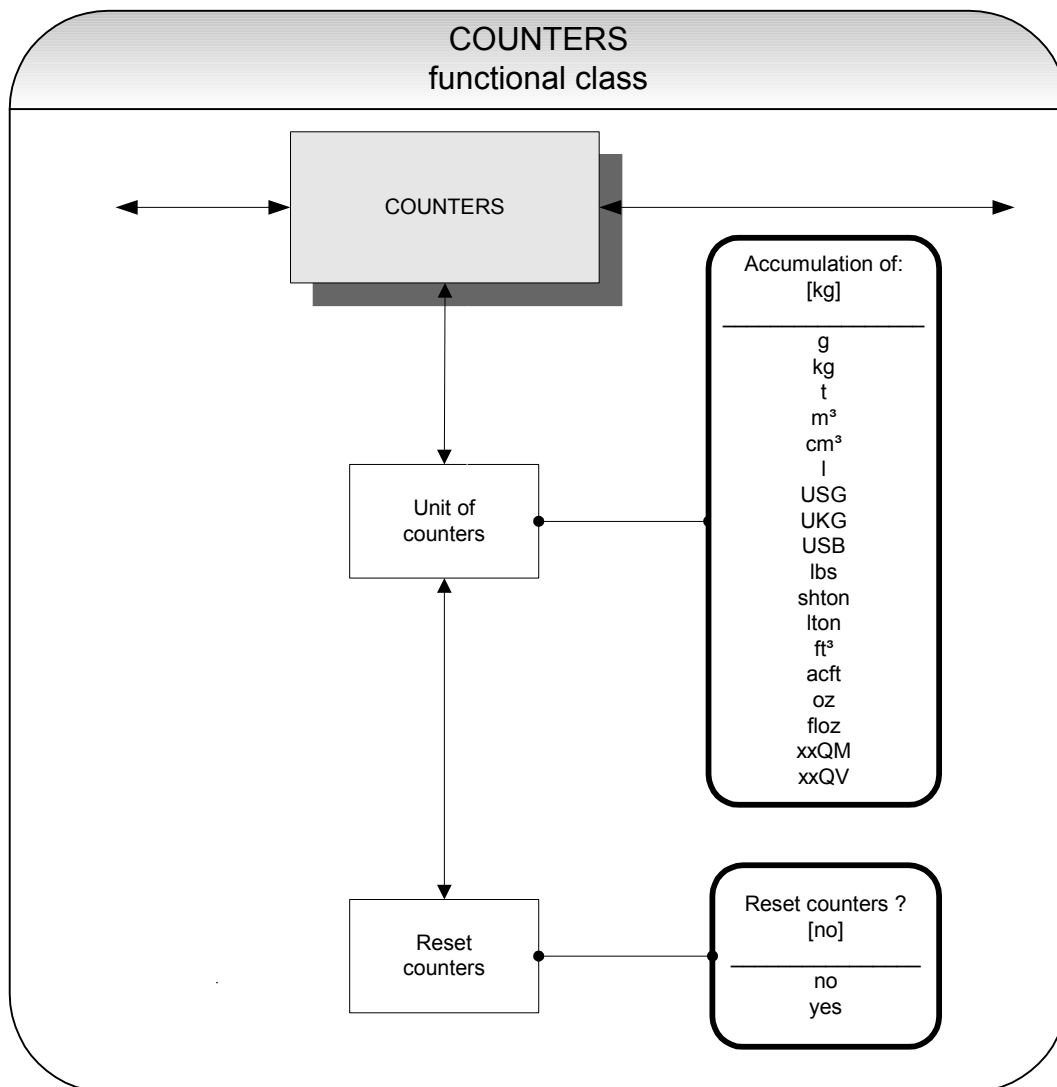 COUNTERS
functional class
COUNTERS
Accumulation of:
[kg]
g
kg
t
m³
cm³
l
USG
UKG
USB
lbs
shton
lton
ft³
acft
oz
floz
xxQM
xxQV
Unit of
counters
Reset
counters
Reset counters ?
[no]
no
yes